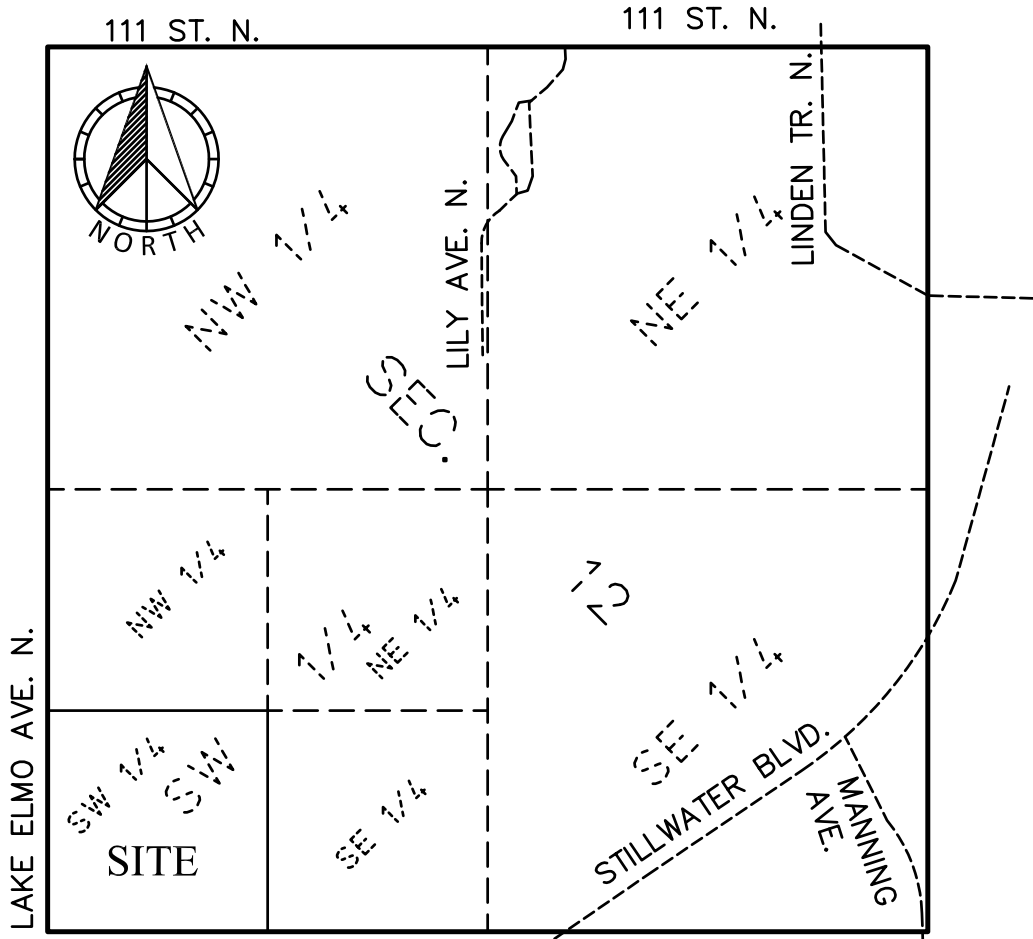 111 ST. N.
111 ST. N.
NORTH
NW 1/4
LILY AVE. N.
NE 1/4
LINDEN TR. N.
SEC.
12
NW 1/4
NE 1/4
SW 1/4
SW 1/4
SE 1/4
SITE
SE 1/4
LAKE ELMO AVE. N.
STILLWATER BLVD.
MANNING
AVE.